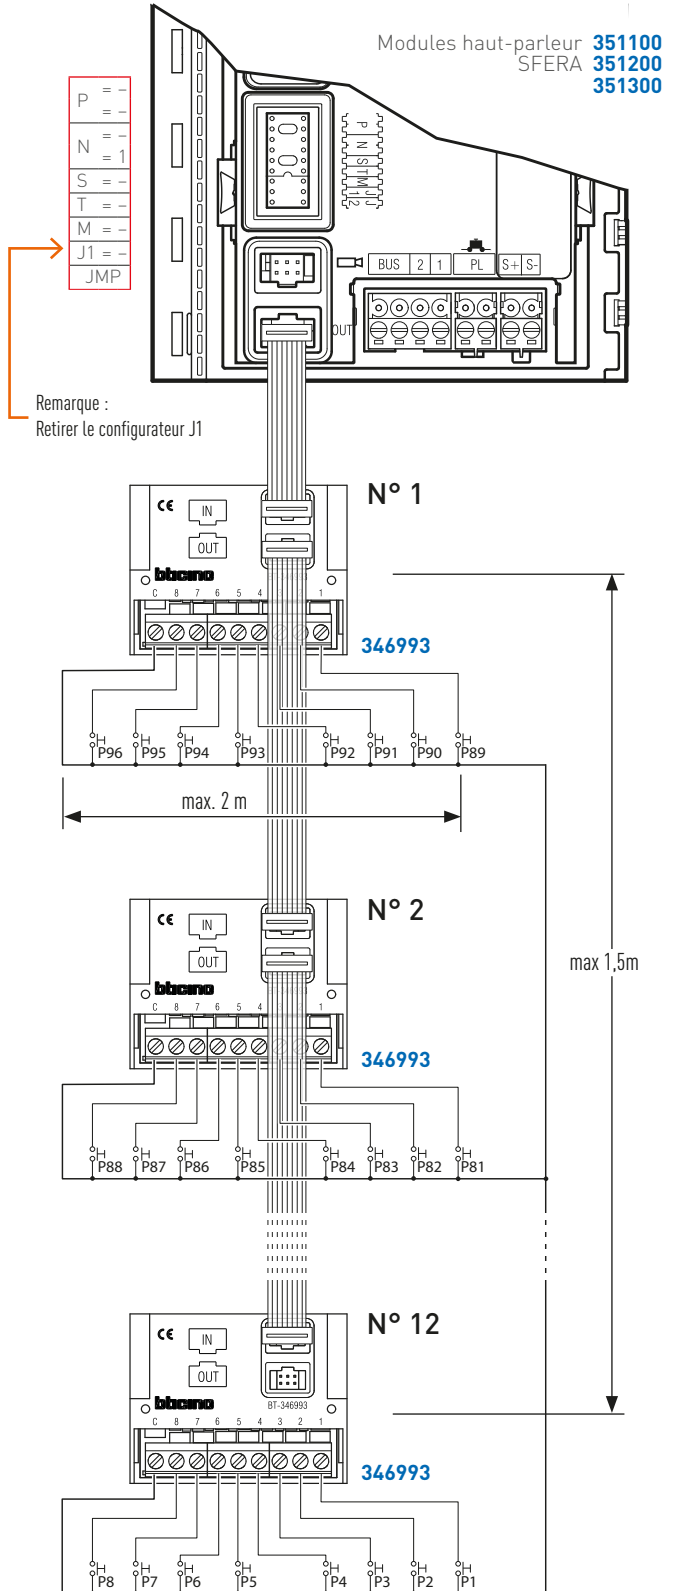 Modules haut-parleur 351100
SFERA 351200
351300
P = –
= –
N = –
= 1
S = –
T = –
M = –
J1 = –
JMP
P N S T M J1 1 2
BUS 2 1 PL S+ S-
OUT
Remarque :
Retirer le configurateur J1
N° 1
CE IN
OUT
bticino
C 8 7 6 5 4 1
346993
P96 P95 P94 P93 P92 P91 P90 P89
max. 2 m
N° 2
CE IN
OUT
bticino
C 8 7 6 5 4 1
346993
max 1,5m
P88 P87 P86 P85 P84 P83 P82 P81
N° 12
CE IN
OUT
bticino BT-346993
C 8 7 6 5 4 3 2 1
346993
P8 P7 P6 P5 P4 P3 P2 P1